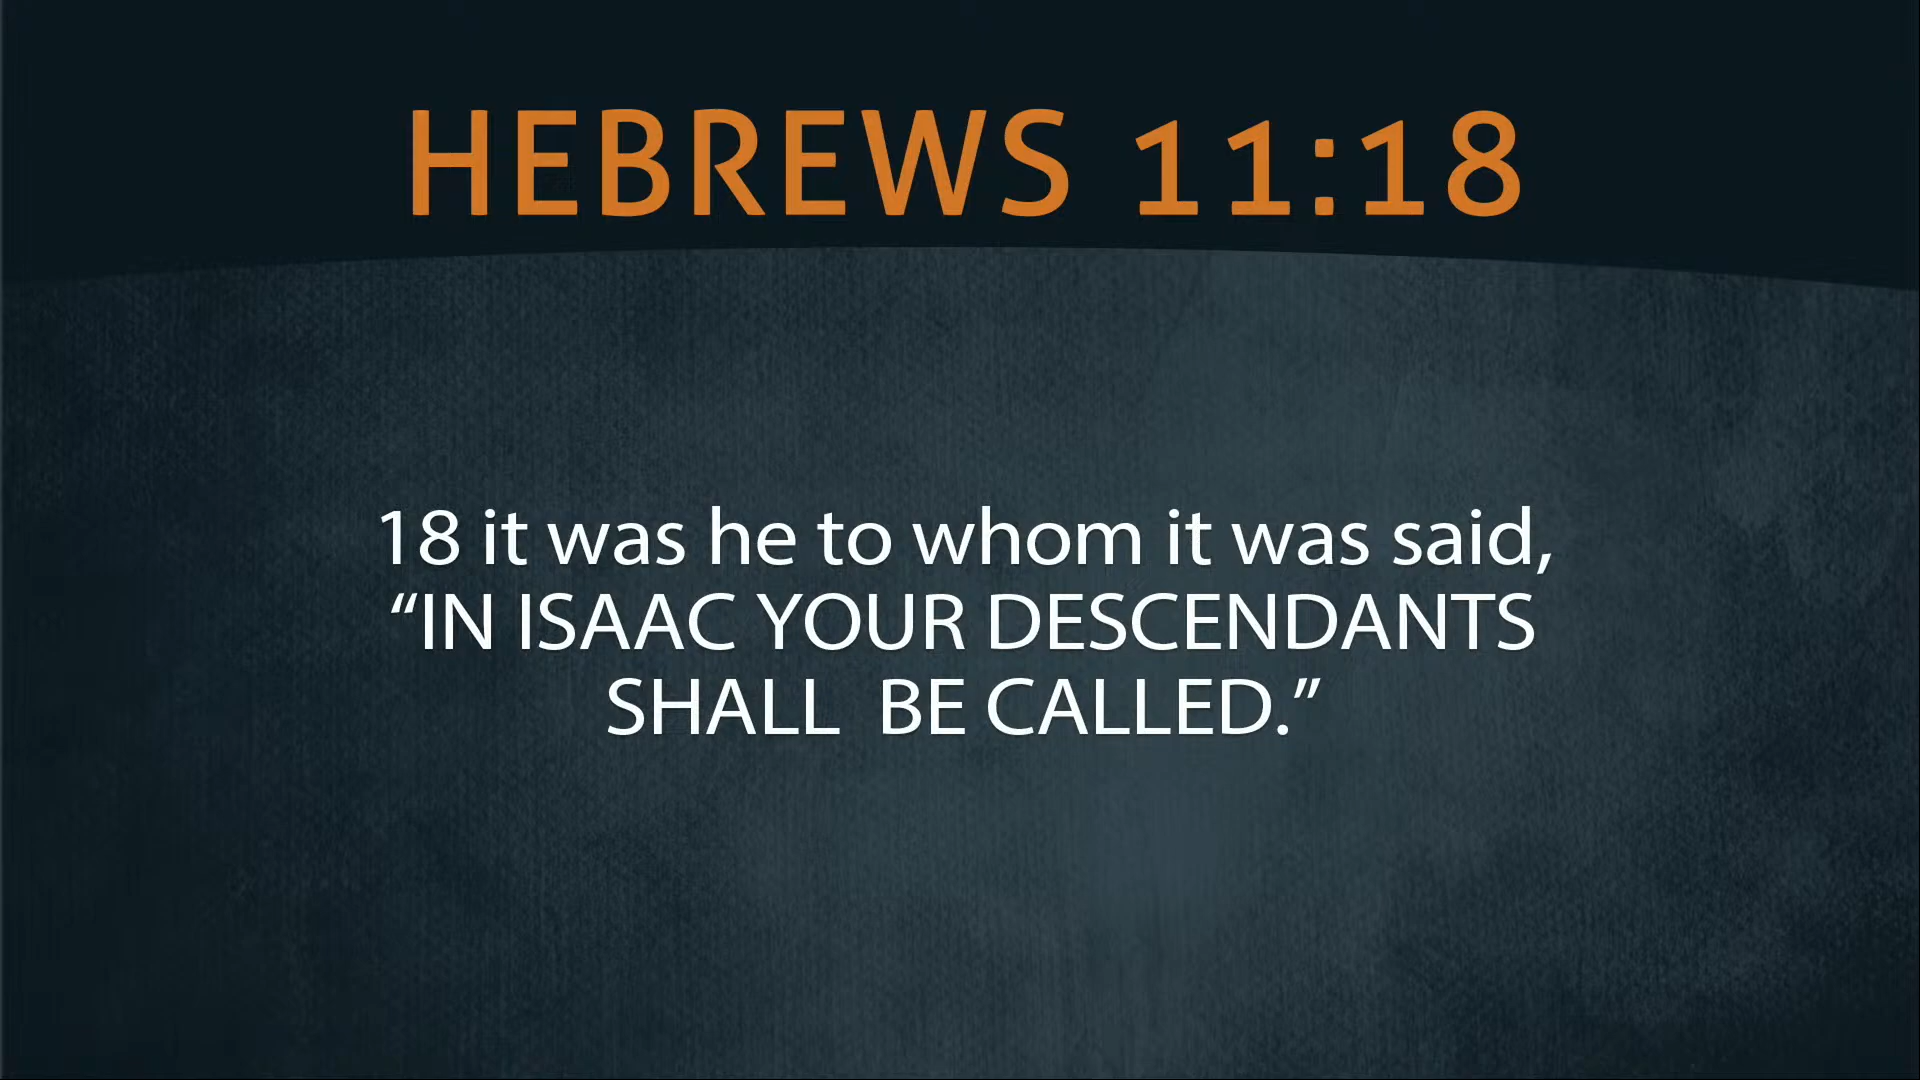 HEBREWS 11:18
18 it was he to whom it was said,
“IN ISAAC YOUR DESCENDANTS
SHALL  BE CALLED.”